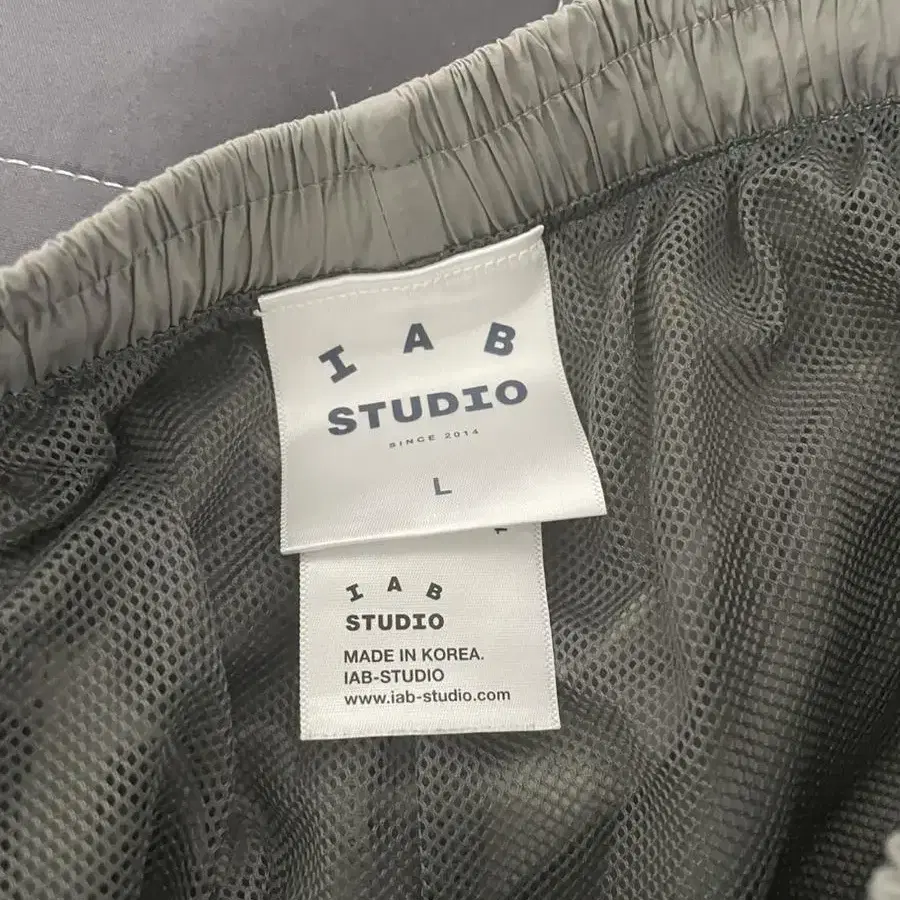 I A B
STUDIO
SINCE 2014
L
I A B
STUDIO
MADE IN KOREA.
IAB-STUDIO
www.iab-studio.com